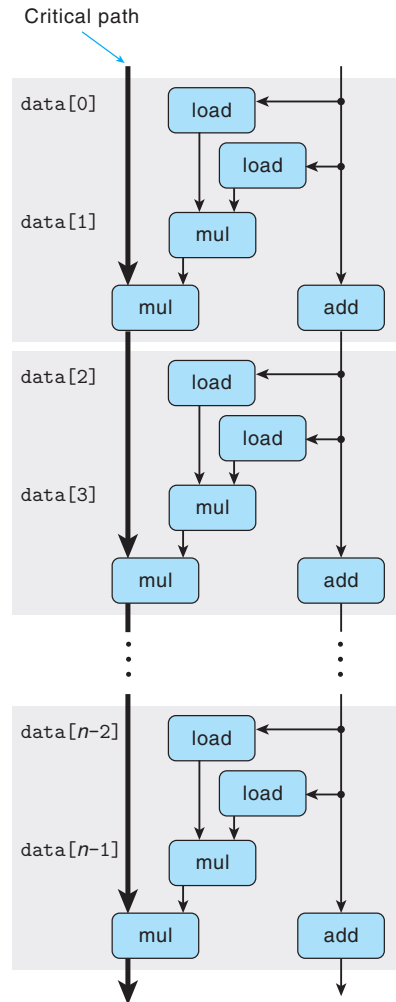 Critical path
data[0]
load
load
data[1]
mul
mul
add
data[2]
load
load
data[3]
mul
mul
add
data[n-2]
load
load
data[n-1]
mul
mul
add